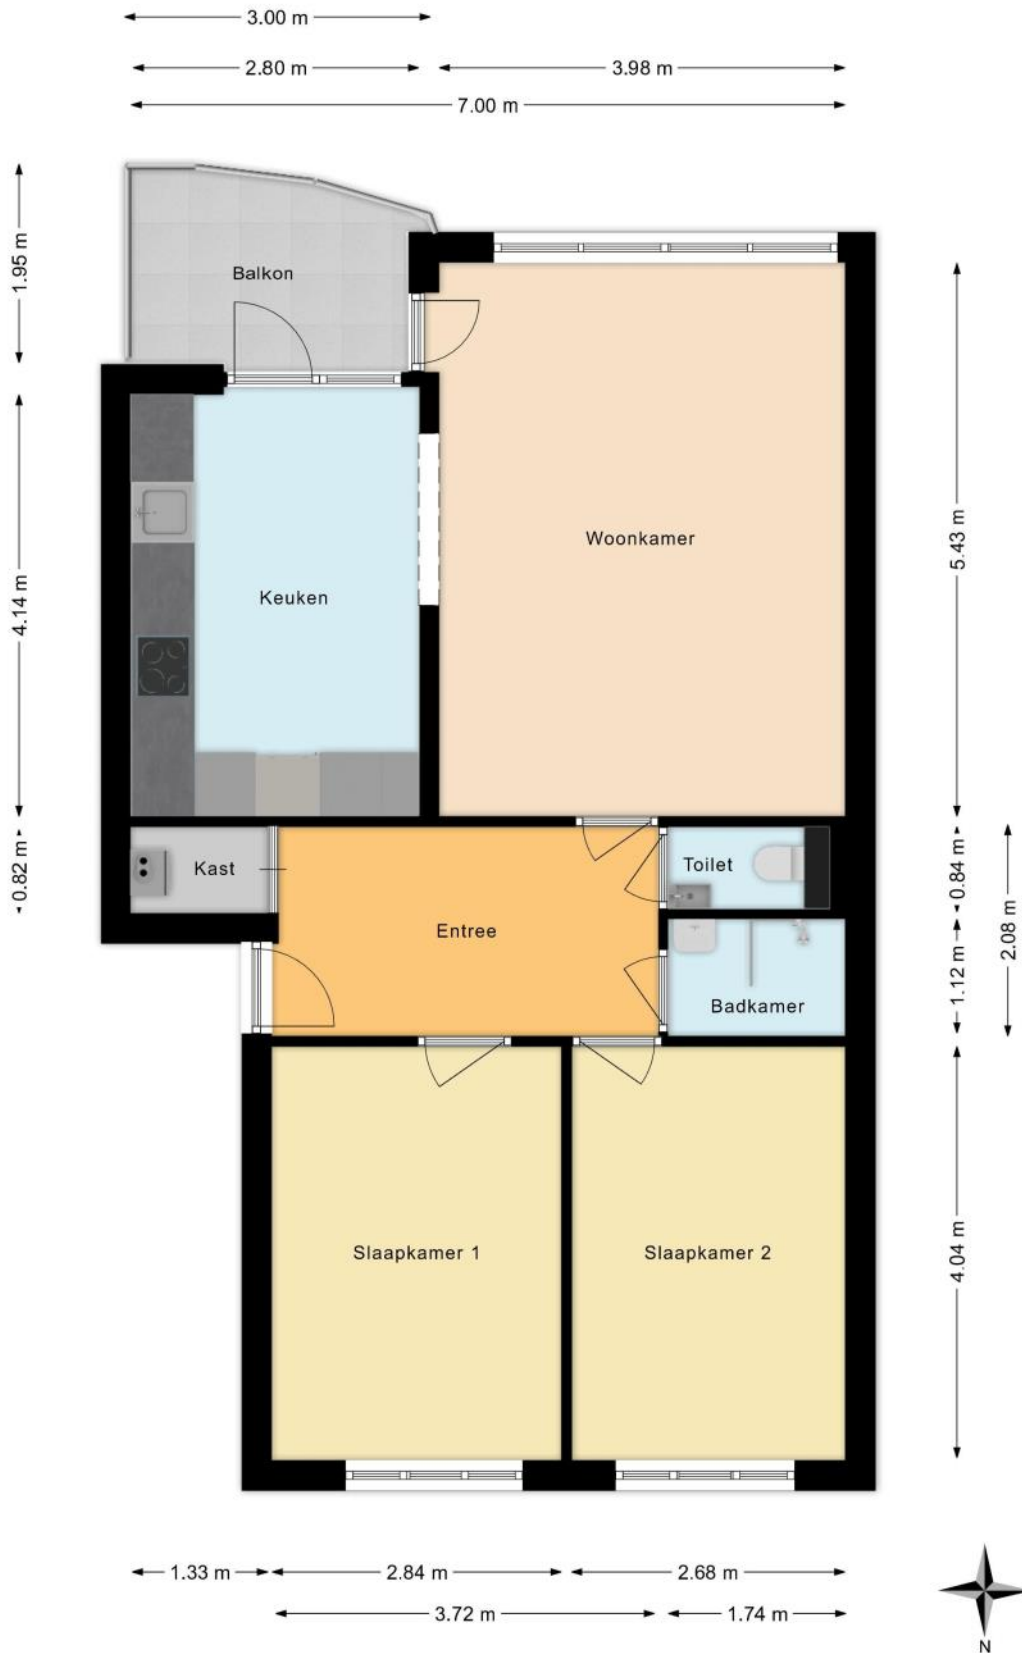 3.00 m
2.80 m
3.98 m
7.00 m
1.95 m
Balkon
5.43 m
Woonkamer
4.14 m
Keuken
0.82 m
Kast
Toilet
0.84 m
Entree
2.08 m
1.12 m
Badkamer
Slaapkamer 1
Slaapkamer 2
4.04 m
1.33 m
2.84 m
2.68 m
3.72 m
1.74 m
N